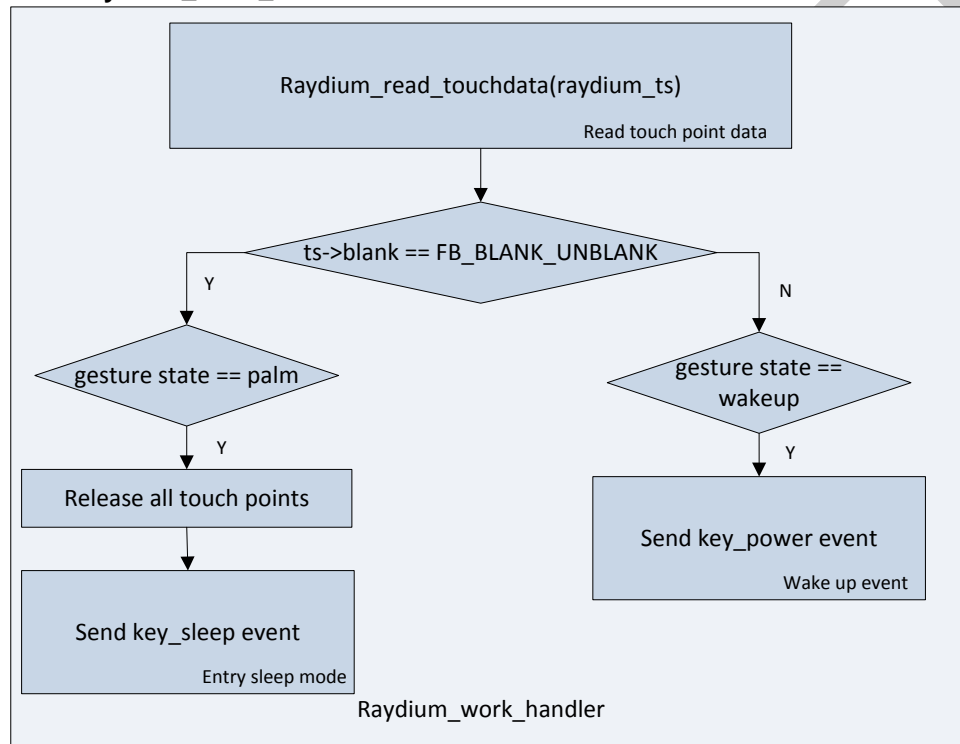 Raydium_read_touchdata(raydium_ts)
Read touch point data
ts->blank == FB_BLANK_UNBLANK
Y
N
gesture state == palm
gesture state ==
wakeup
Y
Y
Release all touch points
Send key_power event
Wake up event
Send key_sleep event
Entry sleep mode
Raydium_work_handler